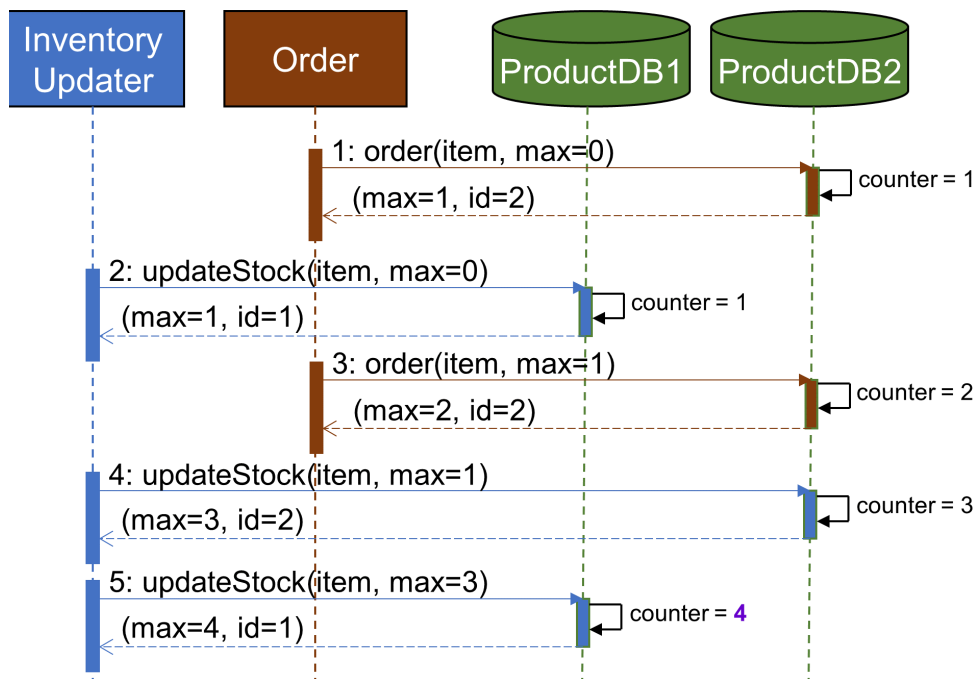 Inventory
Updater
Order
ProductDB1
ProductDB2
1: order(item, max=0)
counter = 1
(max=1, id=2)
2: updateStock(item, max=0)
counter = 1
(max=1, id=1)
3: order(item, max=1)
counter = 2
(max=2, id=2)
4: updateStock(item, max=1)
counter = 3
(max=3, id=2)
5: updateStock(item, max=3)
counter = 4
(max=4, id=1)